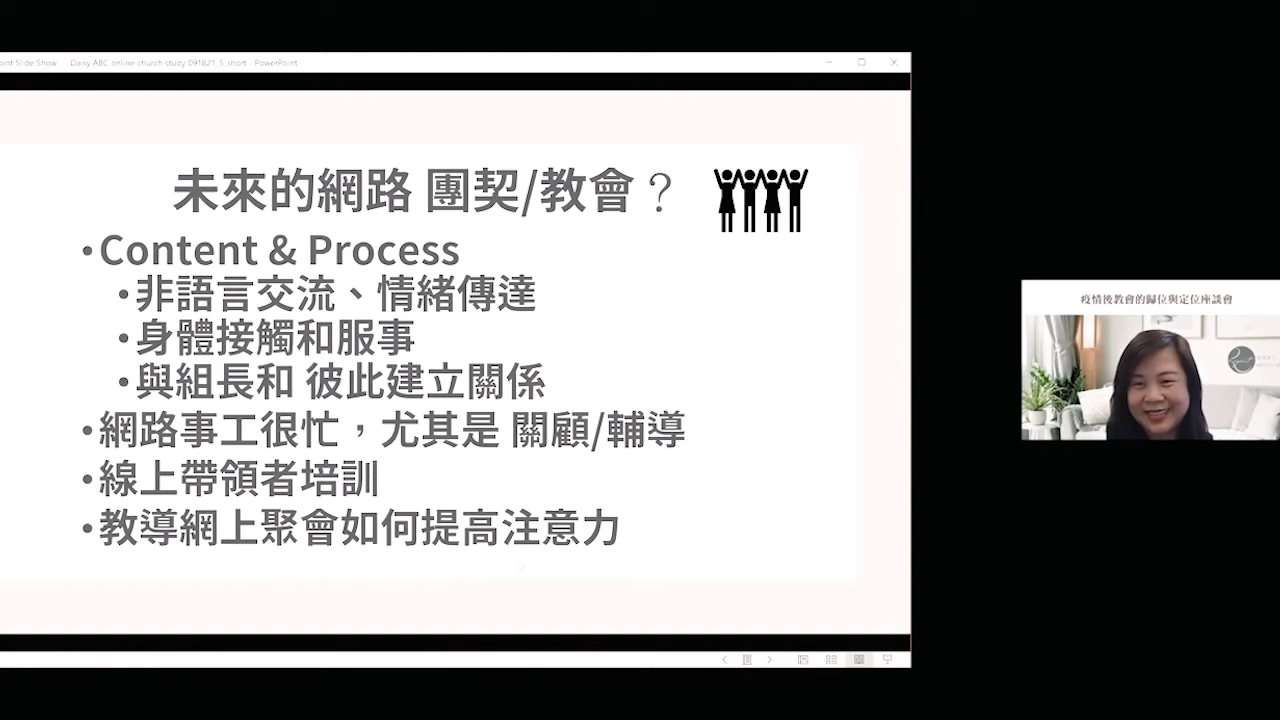 oint Slide Show - Daisy ABC online church study 091821_5_short - PowerPoint
未來的網路 團契/教會？
•Content & Process
•非語言交流、情緒傳達
•身體接觸和服事
•與組長和 彼此建立關係
•網路事工很忙，尤其是 關顧/輔導
•線上帶領者培訓
•教導網上聚會如何提高注意力
疫情後教會的歸位與定位座談會